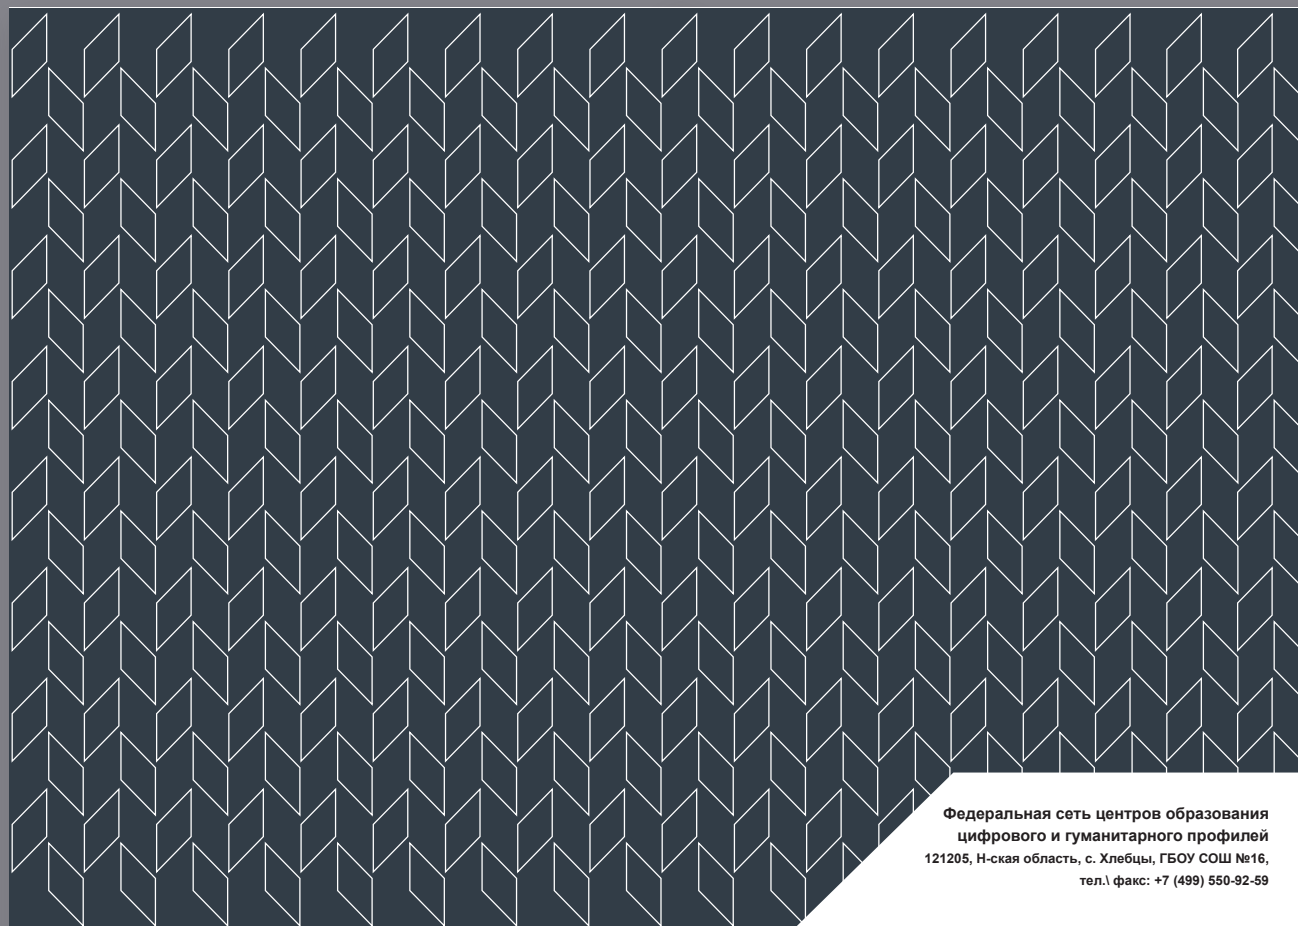 Федеральная сеть центров образования
цифрового и гуманитарного профилей
121205, Н-ская область, с. Хлебцы, ГБОУ СОШ №16,
тел.\ факс: +7 (499) 550-92-59